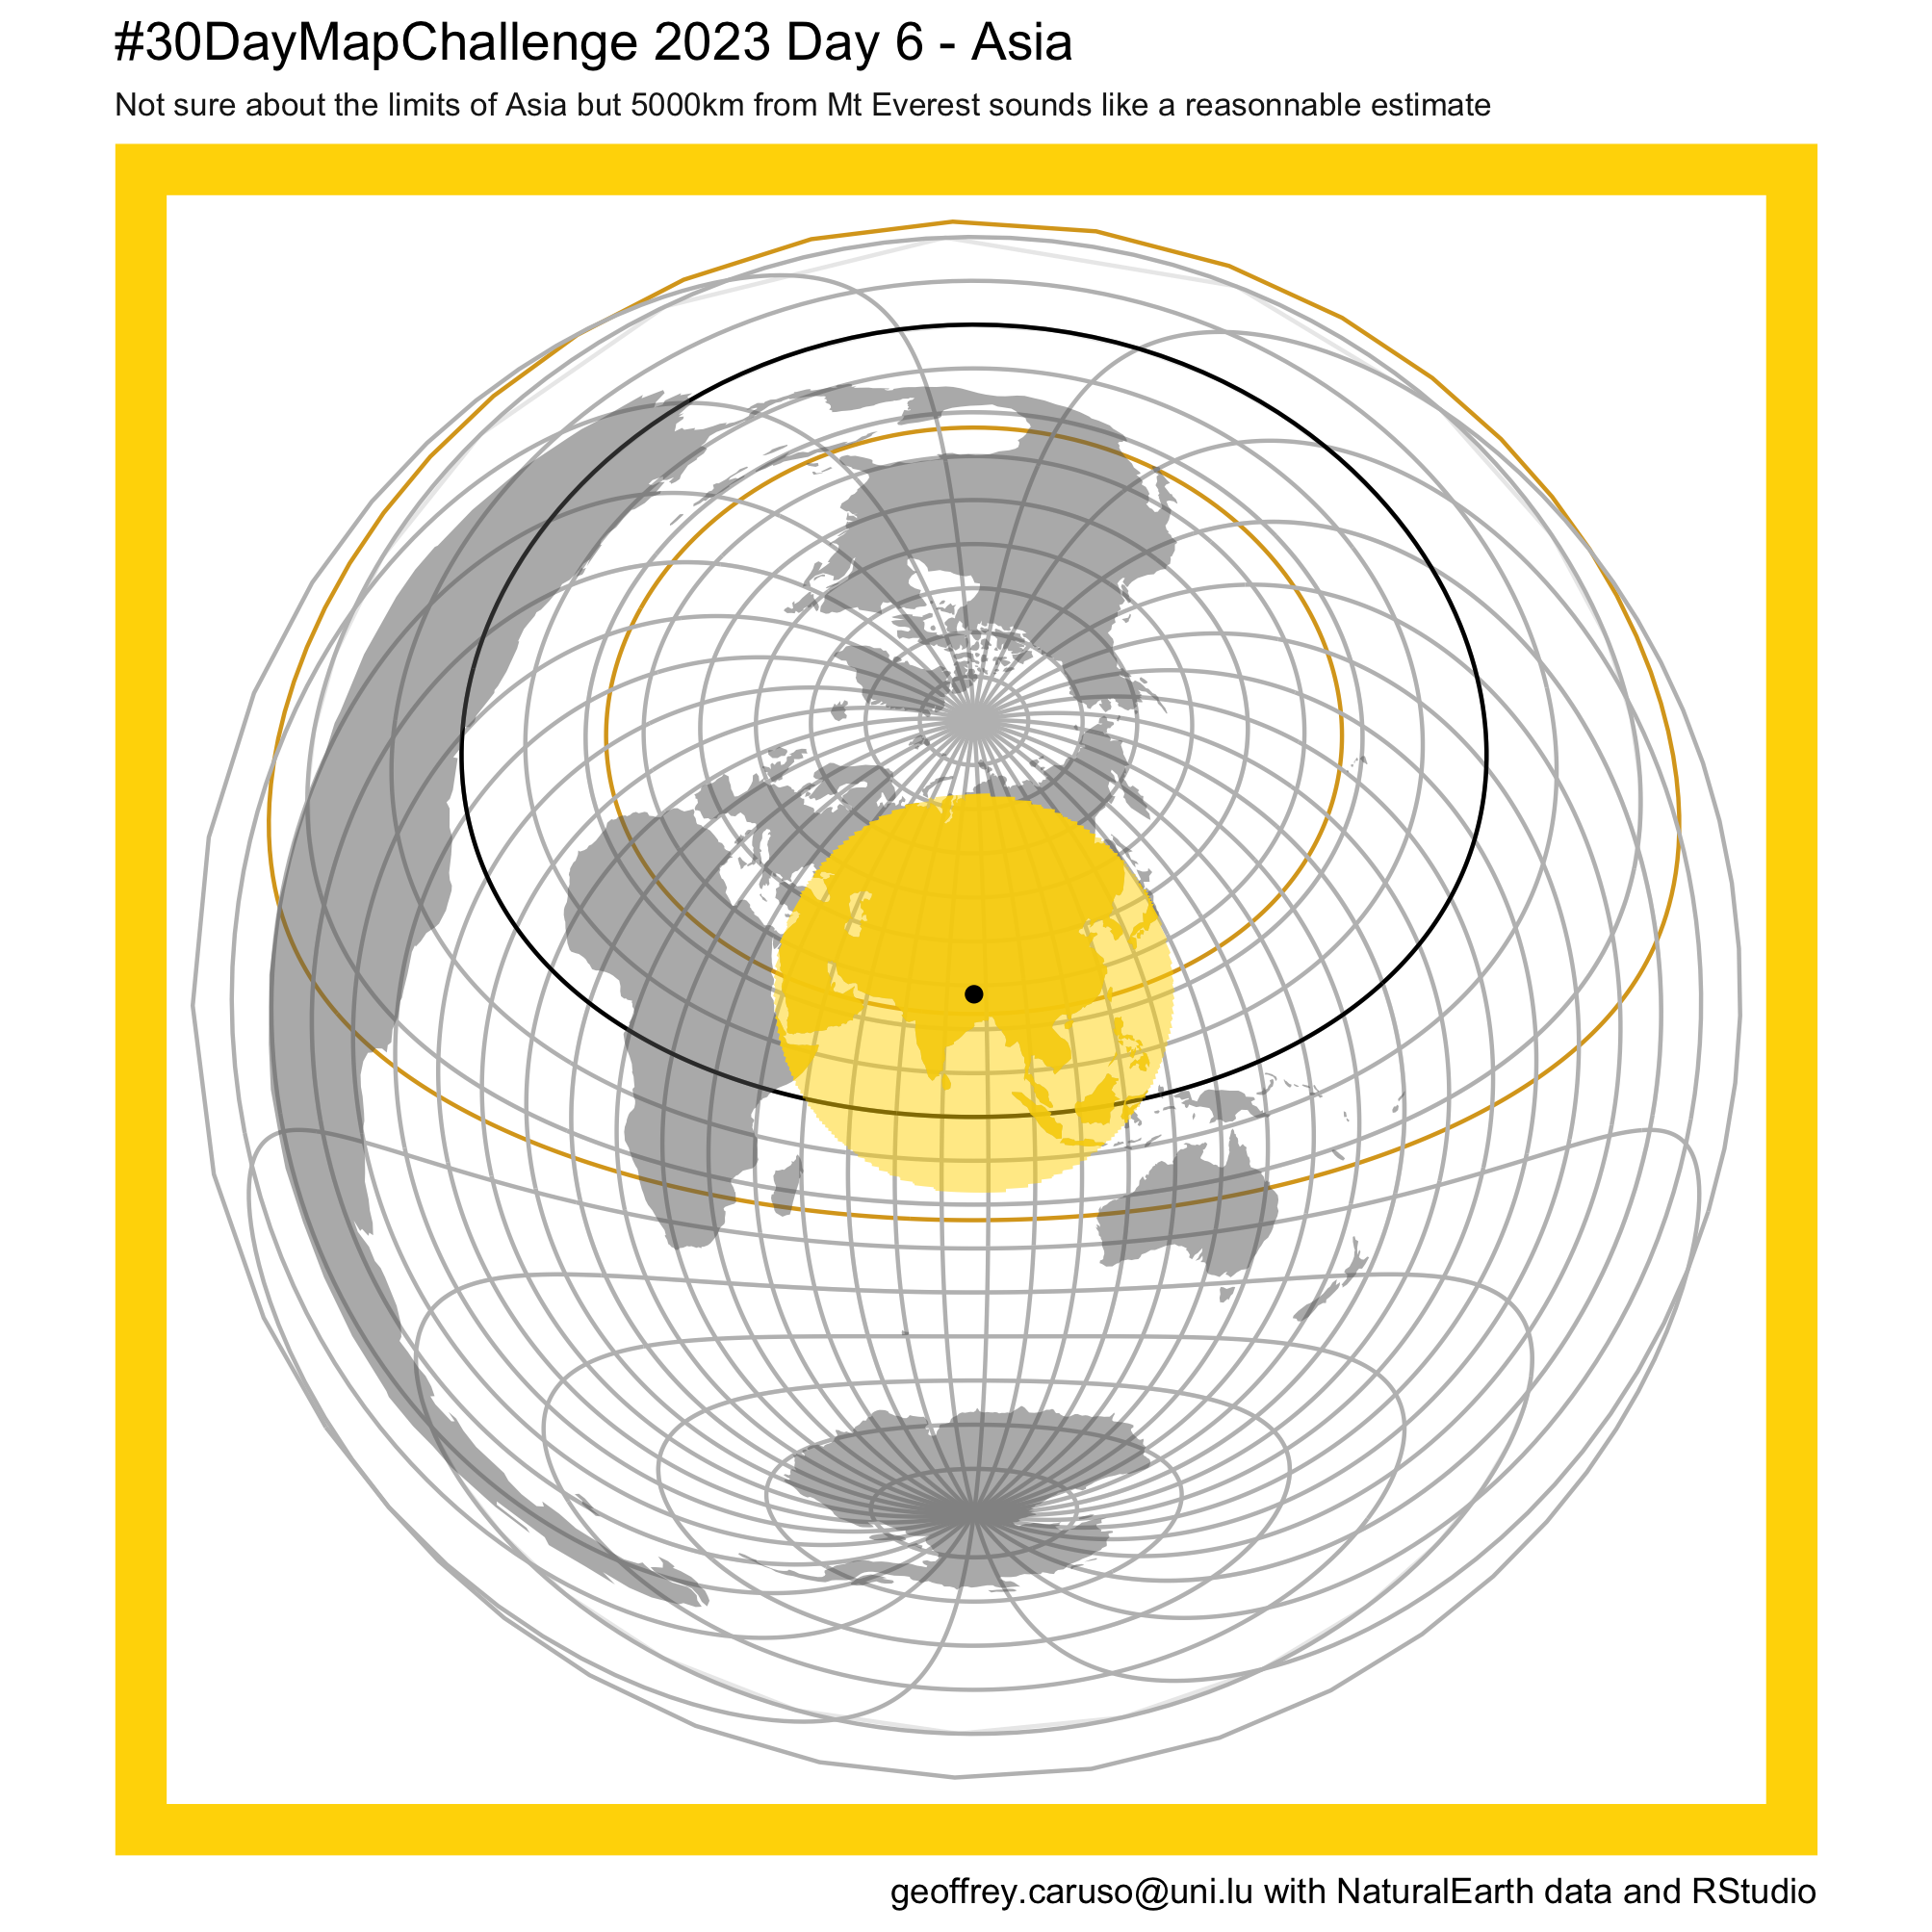 #30DayMapChallenge 2023 Day 6 - Asia
Not sure about the limits of Asia but 5000km from Mt Everest sounds like a reasonnable estimate
geoffrey.caruso@uni.lu with NaturalEarth data and RStudio